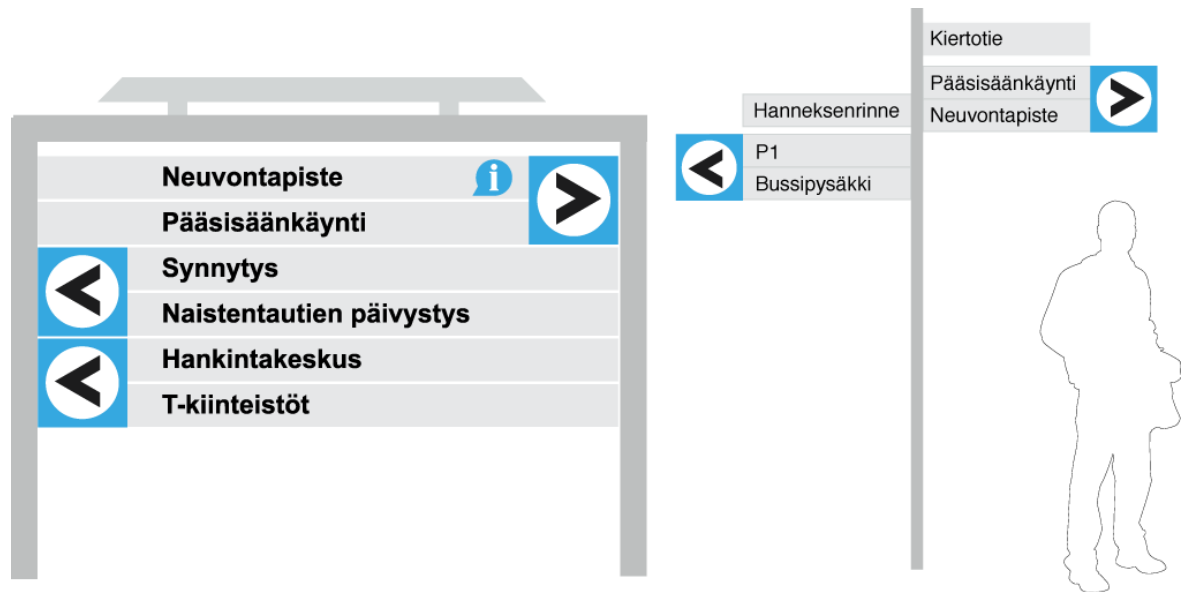 Neuvontapiste i
Pääsisäänkäynti
Synnytys
Naistentautien päivystys
Hankintakeskus
T-kiinteistöt
Kiertotie
Pääsisäänkäynti
Neuvontapiste
Hanneksenrinne
P1
Bussipysäkki